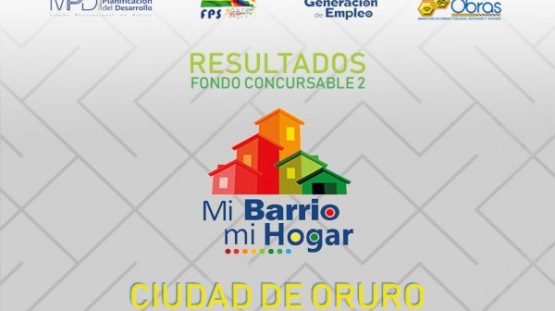 MPD
Planificación
del Desarrollo
FPS
Generación
de Empleo
Obras
RESULTADOS
FONDO CONCURSABLE 2
Mi Barrio
mi Hogar
CIUDAD DE ORURO